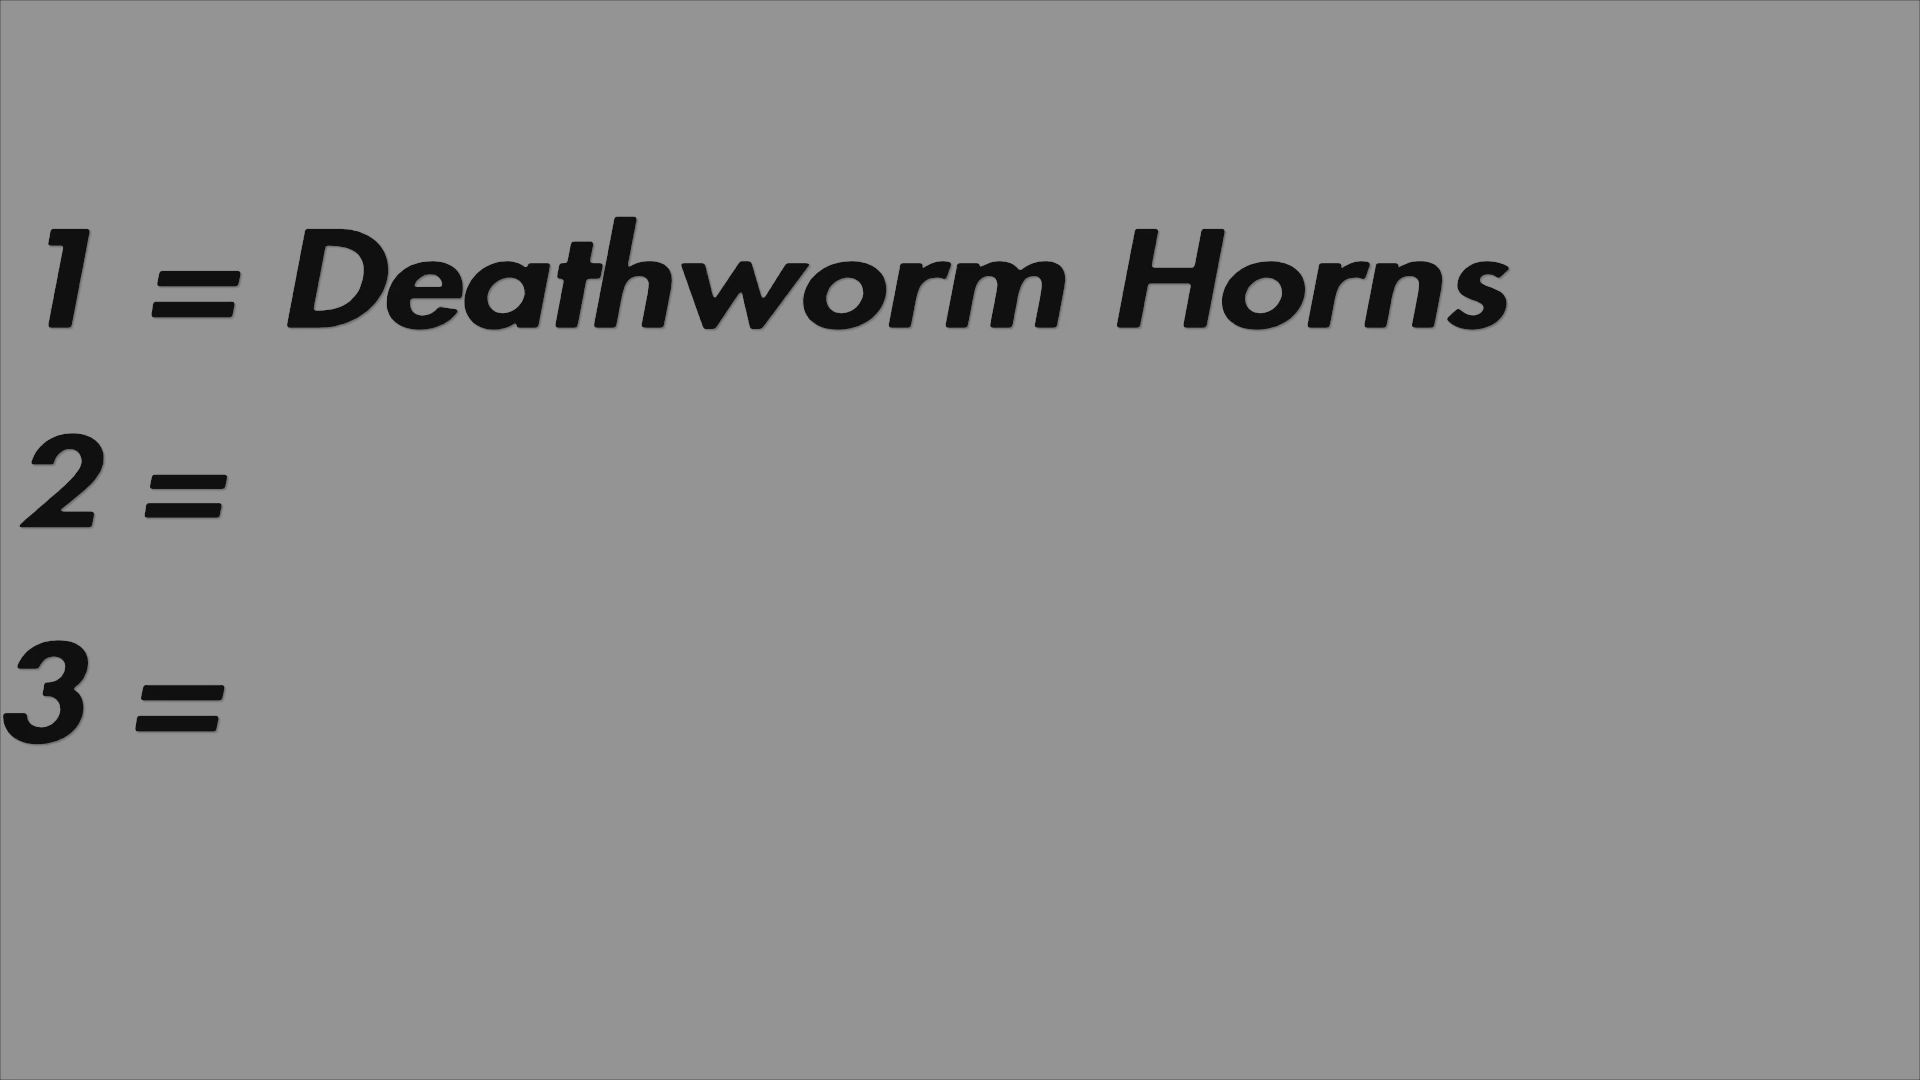 1 = Deathworm Horns
2 =
3 =